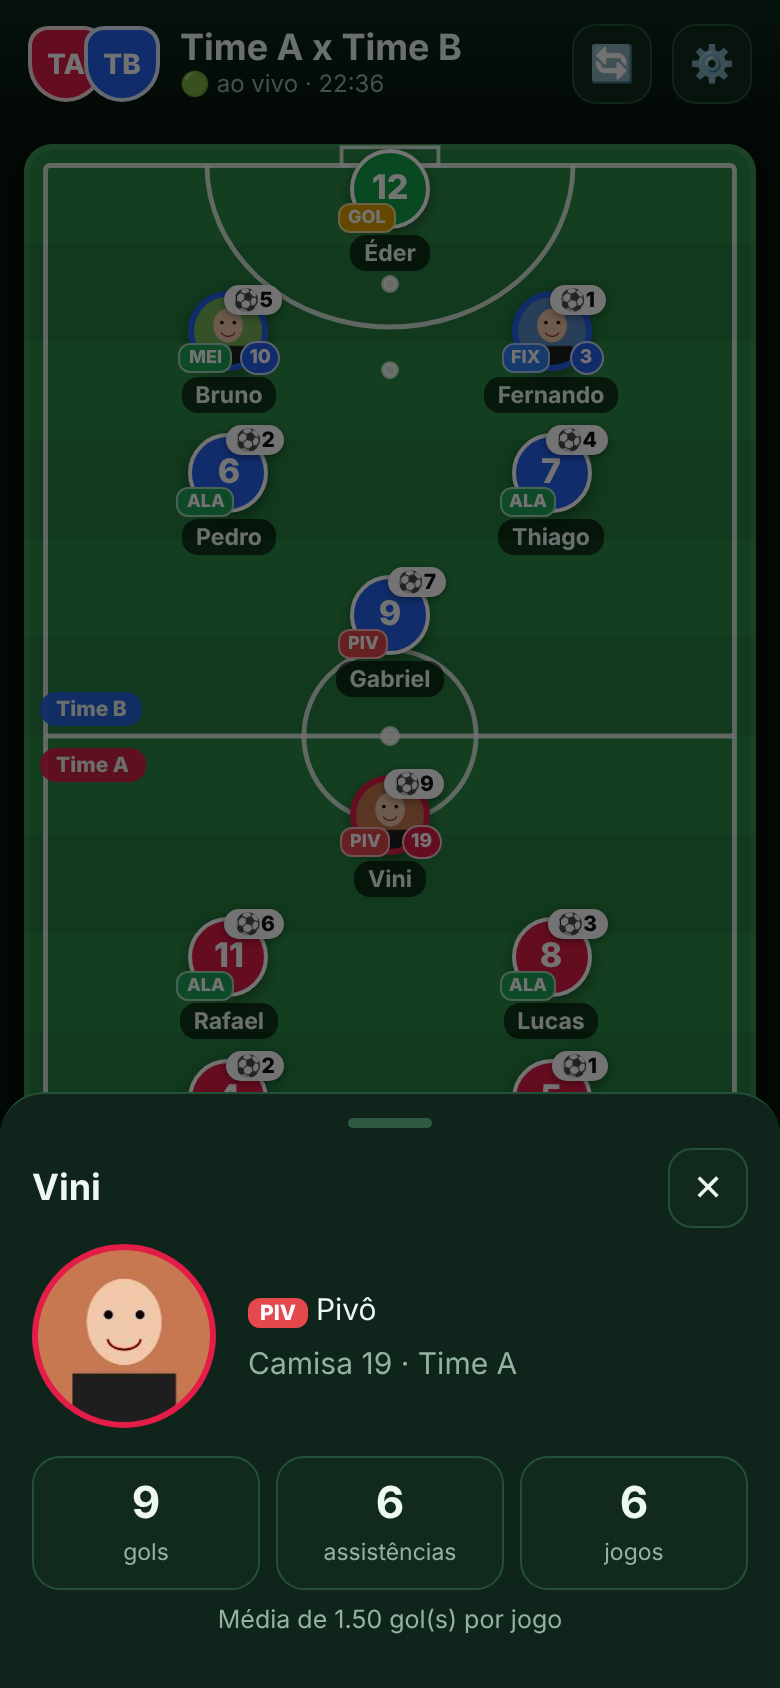 TA TB
Time A x Time B
ao vivo · 22:36
12
GOL
Éder
5
1
MEI 10
FIX 3
Bruno
Fernando
2
4
6
7
ALA
ALA
Pedro
Thiago
7
9
PIV
Gabriel
Time B
Time A
9
PIV 19
Vini
6
3
11
8
ALA
ALA
Rafael
Lucas
2
1
Vini
✕
PIV Pivô
Camisa 19 · Time A
9
6
6
gols
assistências
jogos
Média de 1.50 gol(s) por jogo